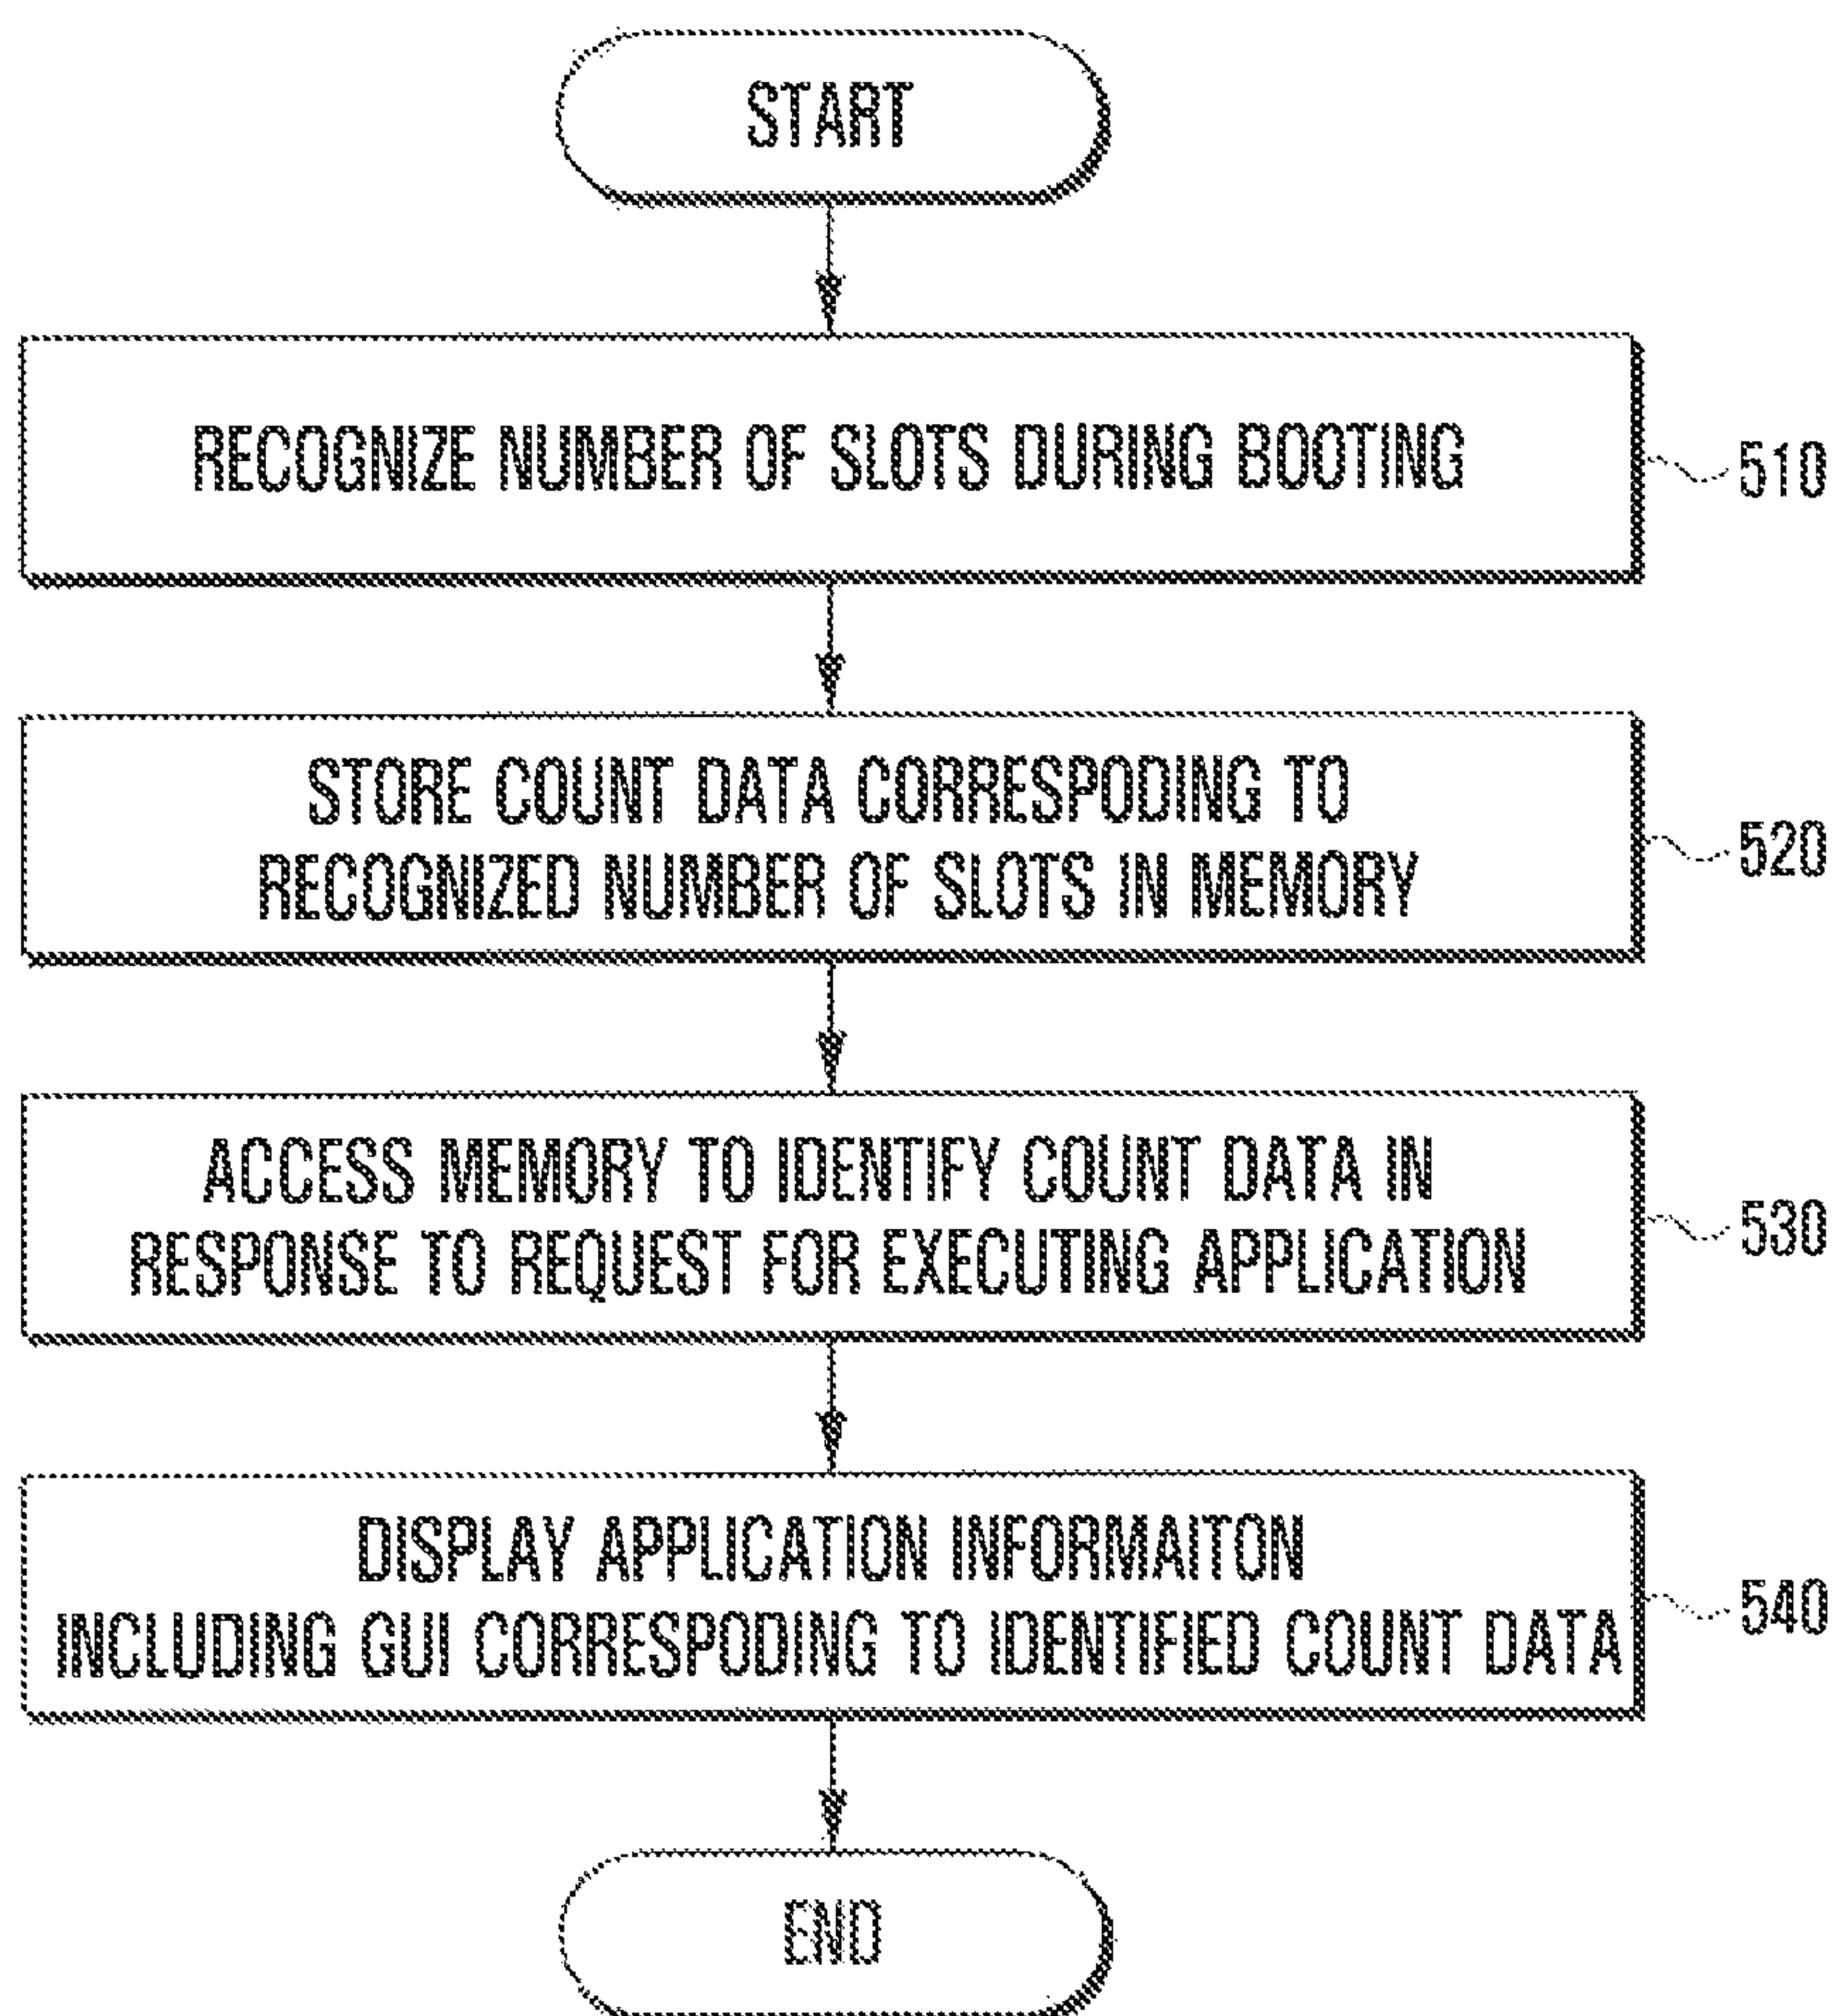 START
RECOGNIZE NUMBER OF SLOTS DURING BOOTING
510
STORE COUNT DATA CORRESPODING TO
RECOGNIZED NUMBER OF SLOTS IN MEMORY
520
ACCESS MEMORY TO IDENTIFY COUNT DATA IN
RESPONSE TO REQUEST FOR EXECUTING APPLICATION
530
DISPLAY APPLICATION INFORMAITON
INCLUDING GUI CORRESPODING TO IDENTIFIED COUNT DATA
540
END